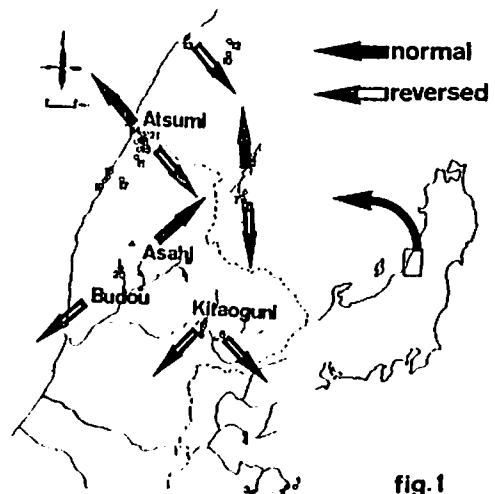 normal
reversed
Atsumi
Asahi
Budou
Kitaoguni
fig.1